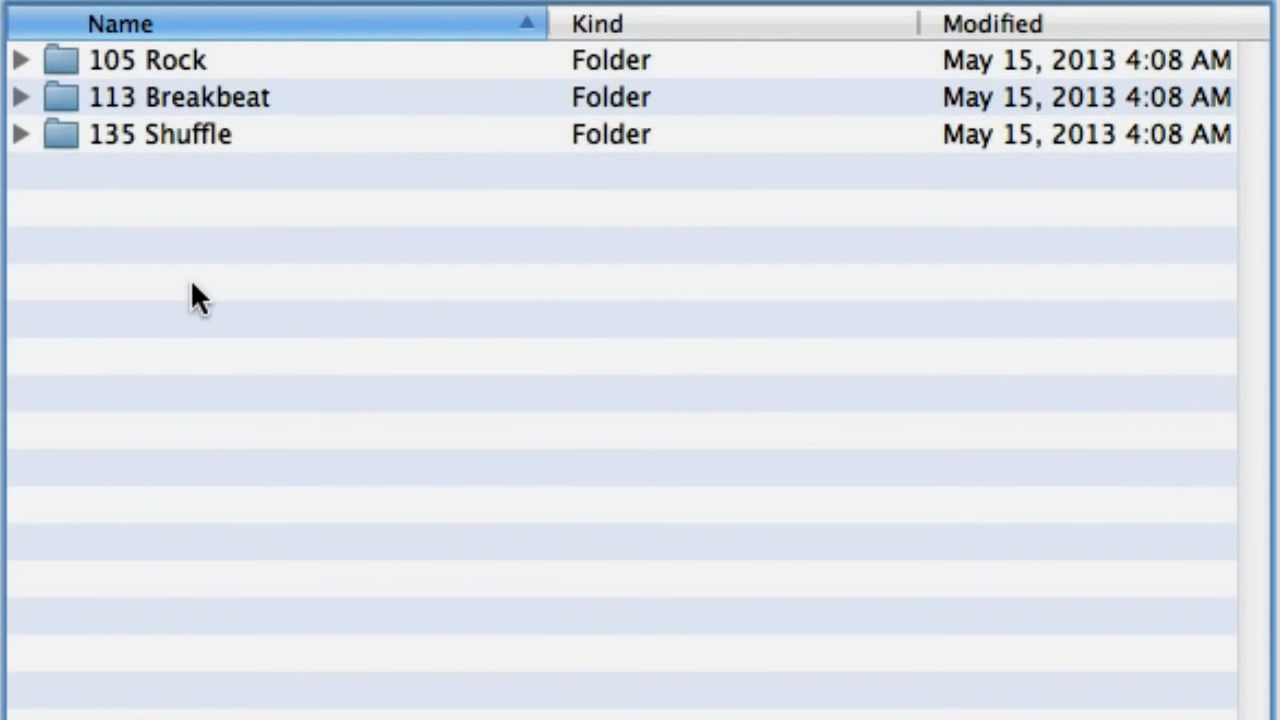 Name Kind Modified
105 Rock Folder May 15, 2013 4:08 AM
113 Breakbeat Folder May 15, 2013 4:08 AM
135 Shuffle Folder May 15, 2013 4:08 AM